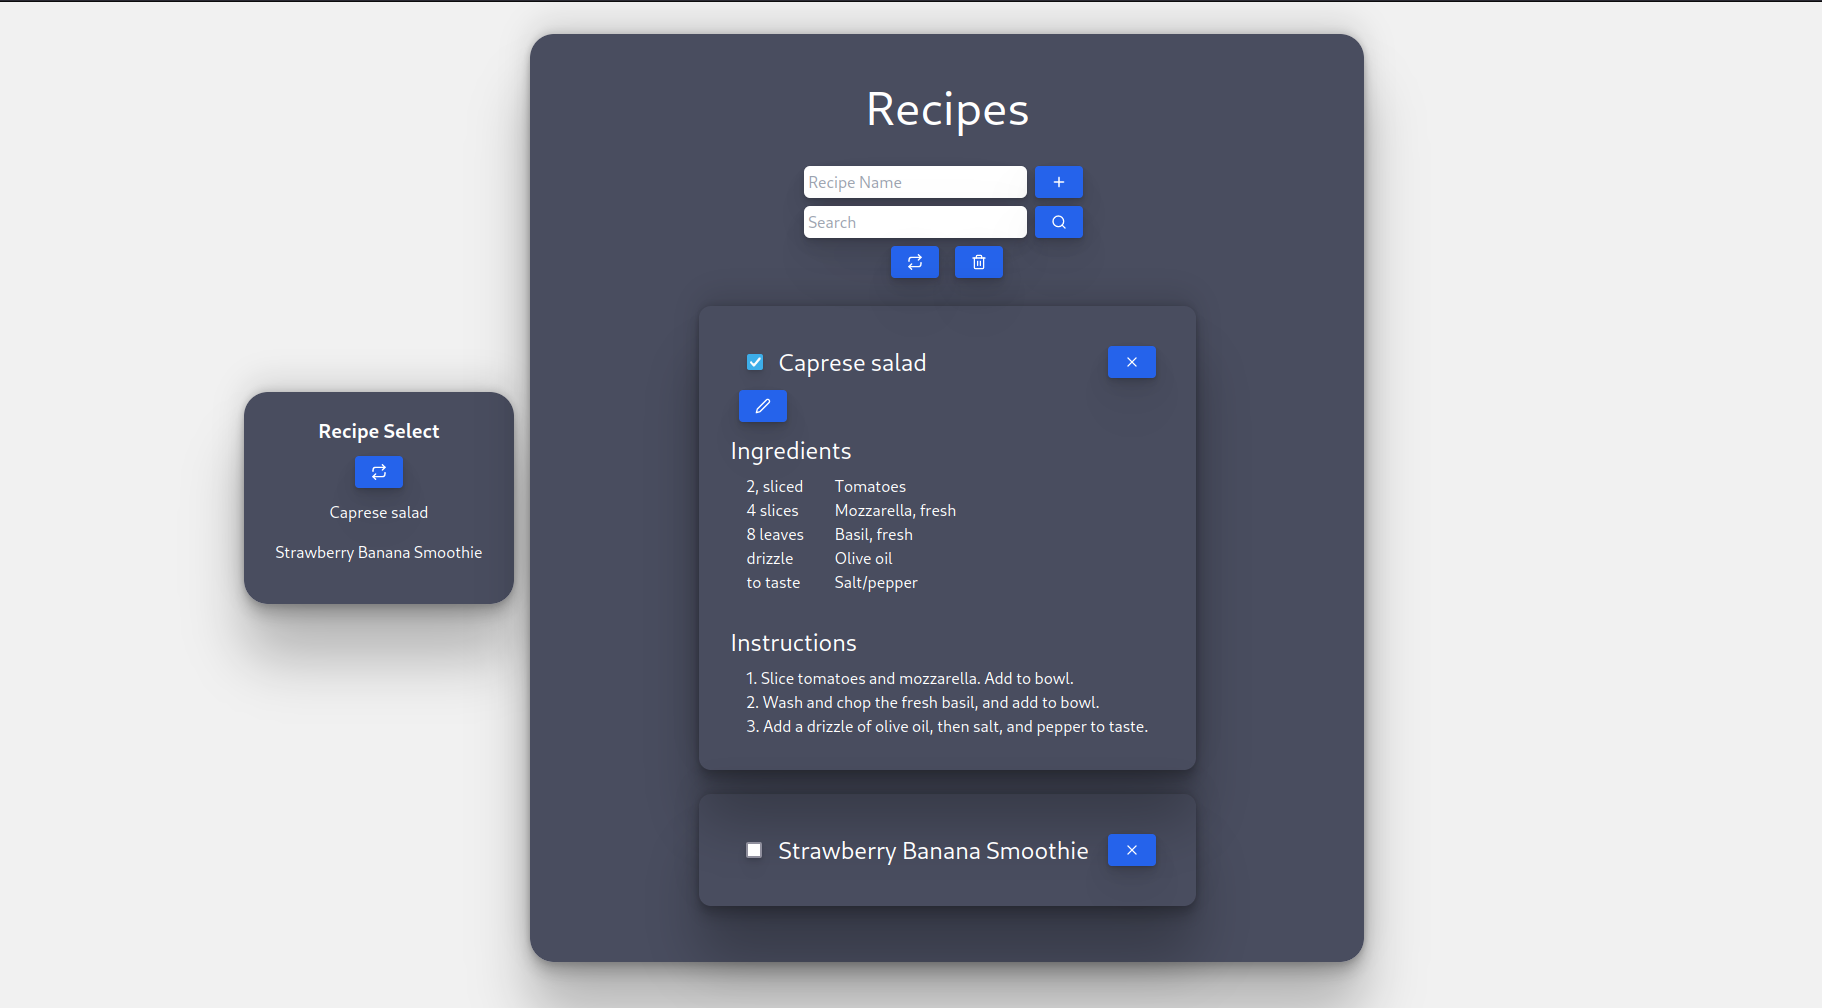 Recipes
Recipe Name
Search
Recipe Select
Caprese salad
Strawberry Banana Smoothie
Caprese salad
Ingredients
2, sliced Tomatoes
4 slices Mozzarella, fresh
8 leaves Basil, fresh
drizzle Olive oil
to taste Salt/pepper
Instructions
1. Slice tomatoes and mozzarella. Add to bowl.
2. Wash and chop the fresh basil, and add to bowl.
3. Add a drizzle of olive oil, then salt, and pepper to taste.
Strawberry Banana Smoothie